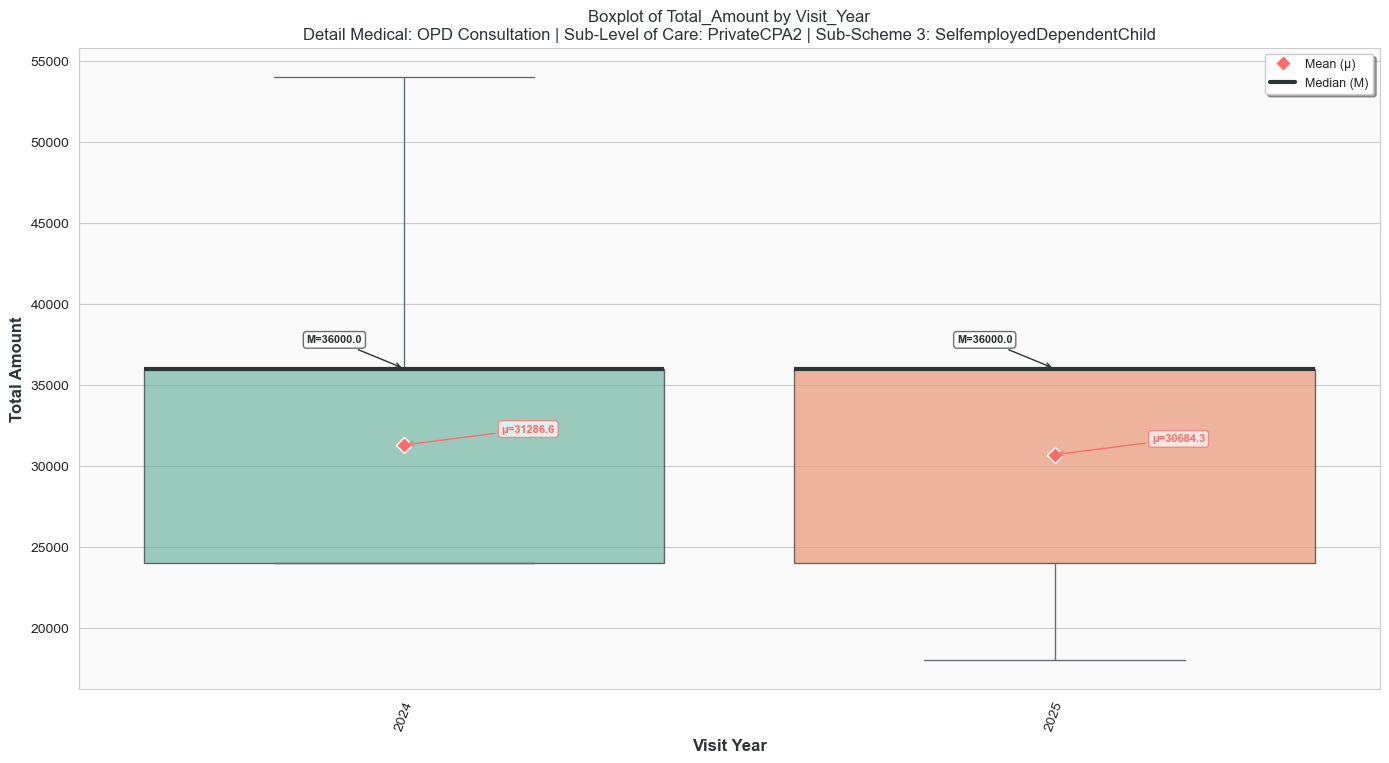 Boxplot of Total_Amount by Visit_Year
Detail Medical: OPD Consultation | Sub-Level of Care: PrivateCPA2 | Sub-Scheme 3: SelfemployedDependentChild
Mean (μ)
Median (M)
55000
50000
45000
40000
35000
30000
25000
20000
Total Amount
M=36000.0
μ=31286.6
M=36000.0
μ=30684.3
2024
2025
Visit Year